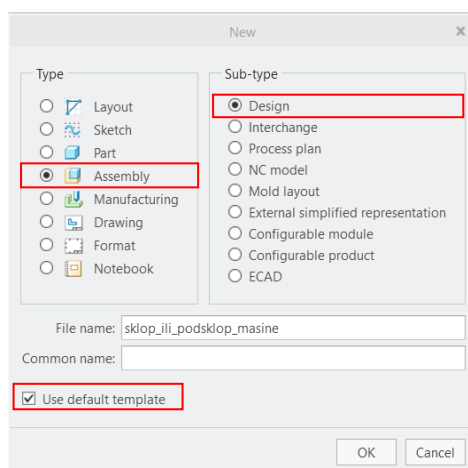 New
Type
Layout
Sketch
Part
Assembly
Manufacturing
Drawing
Format
Notebook
Sub-type
Design
Interchange
Process plan
NC model
Mold layout
External simplified representation
Configurable module
Configurable product
ECAD
File name: sklop_ili_podsklop_masine
Common name:
Use default template
OK Cancel